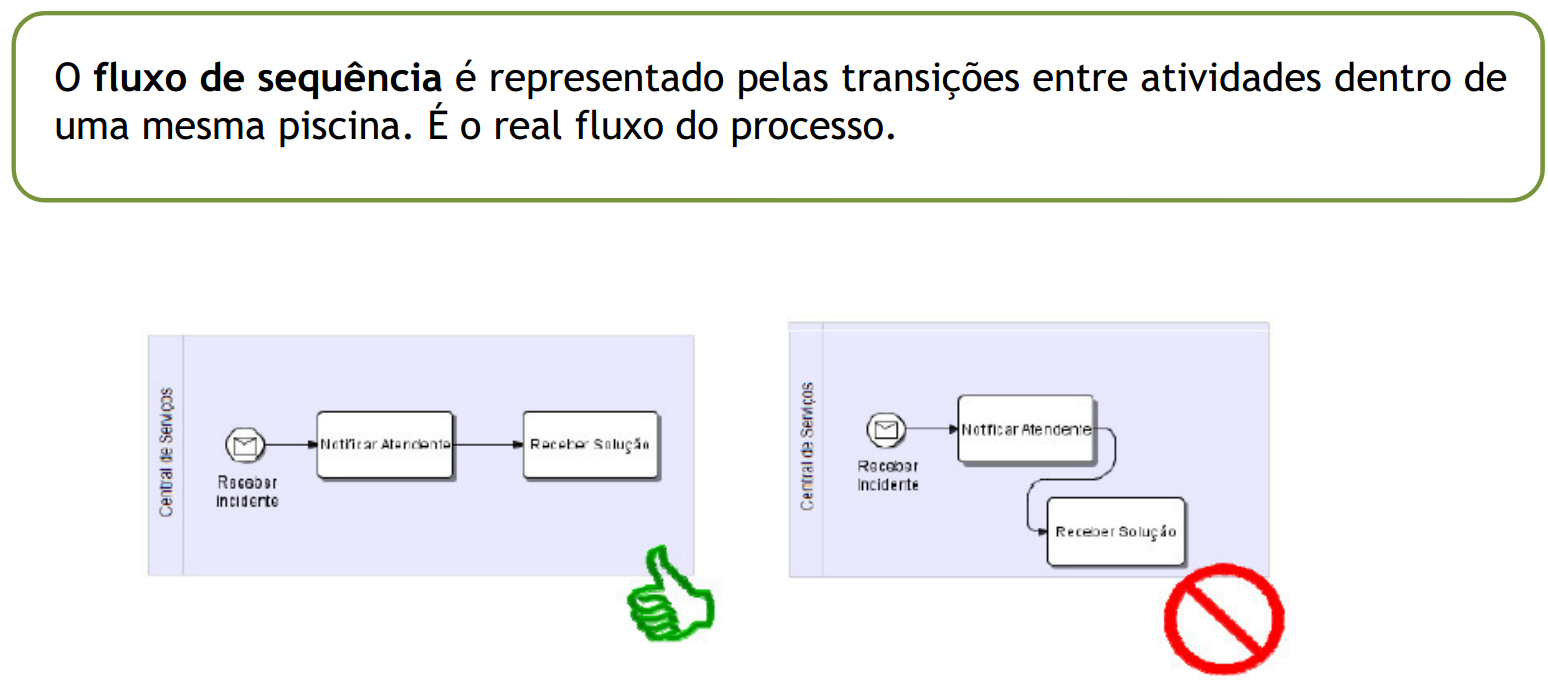 O fluxo de sequência é representado pelas transições entre atividades dentro de
uma mesma piscina. É o real fluxo do processo.
Central de Serviços
Receber
Incidente
Notificar Atendente
Receber Solução
Central de Serviços
Receber
Incidente
Notificar Atendente
Receber Solução